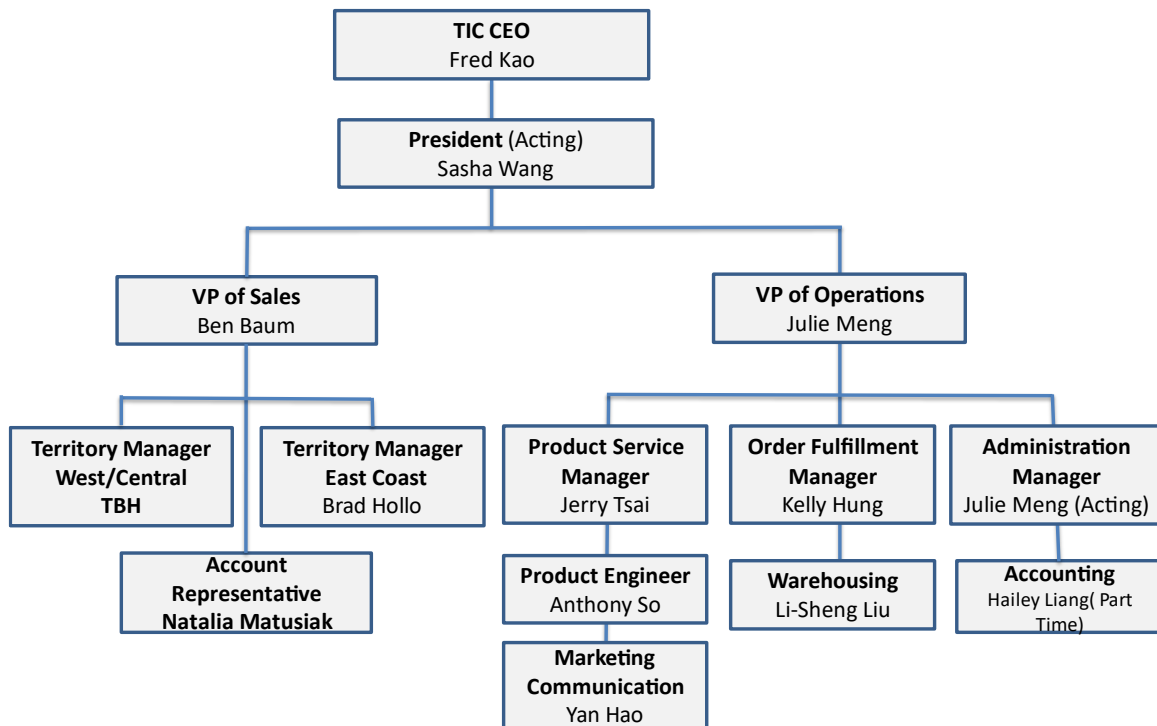 TIC CEO
Fred Kao
President (Acting)
Sasha Wang
VP of Sales
Ben Baum
VP of Operations
Julie Meng
Territory Manager
West/Central
TBH
Territory Manager
East Coast
Brad Hollo
Product Service
Manager
Jerry Tsai
Order Fulfillment
Manager
Kelly Hung
Administration
Manager
Julie Meng (Acting)
Account
Representative
Natalia Matusiak
Product Engineer
Anthony So
Warehousing
Li-Sheng Liu
Accounting
Hailey Liang( Part
Time)
Marketing
Communication
Yan Hao